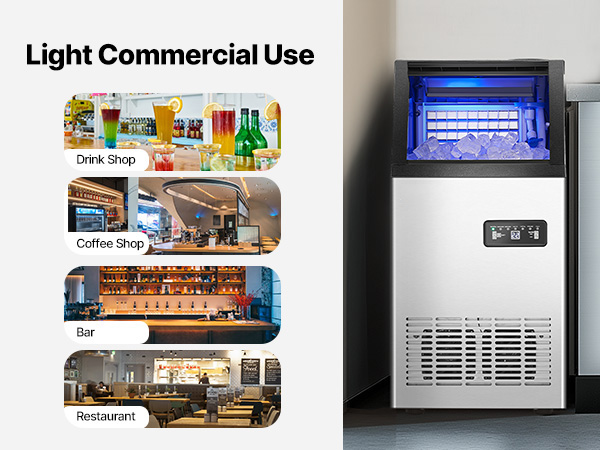 Light Commercial Use
Drink Shop
Coffee Shop
Bar
Restaurant